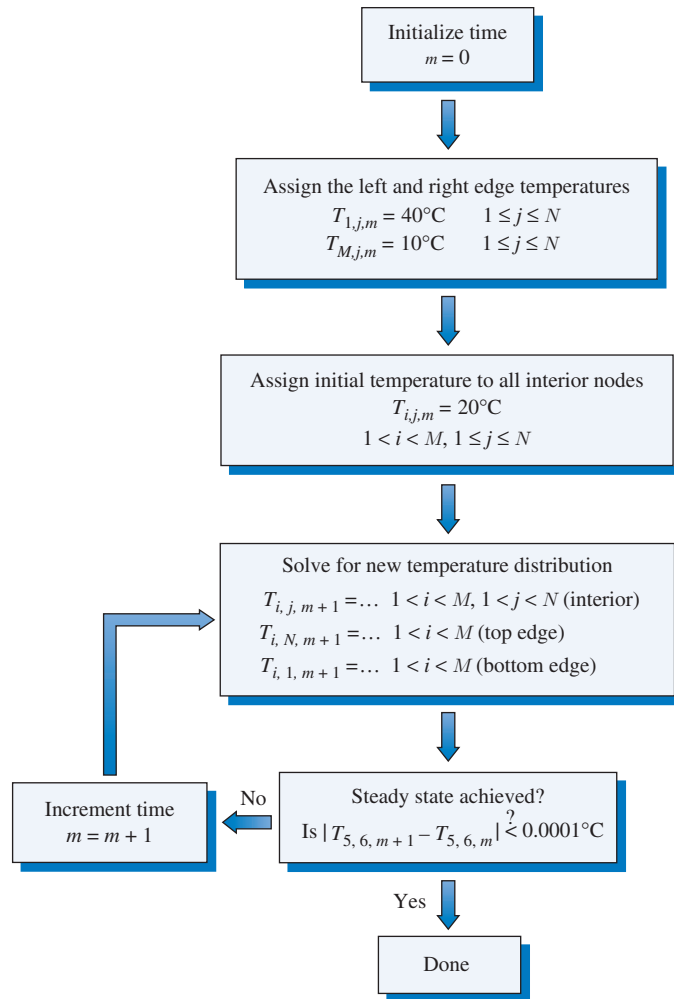 Initialize time
m = 0
Assign the left and right edge temperatures
T1,j,m = 40°C 1 ≤ j ≤ N
TM,j,m = 10°C 1 ≤ j ≤ N
Assign initial temperature to all interior nodes
Ti,j,m = 20°C
1 < i < M, 1 ≤ j ≤ N
Solve for new temperature distribution
Ti, j, m + 1 = … 1 < i < M, 1 < j < N (interior)
Ti, N, m + 1 = … 1 < i < M (top edge)
Ti, 1, m + 1 = … 1 < i < M (bottom edge)
Steady state achieved?
Is | T5, 6, m + 1 – T5, 6, m | <? 0.0001°C
No
Increment time
m = m + 1
Yes
Done